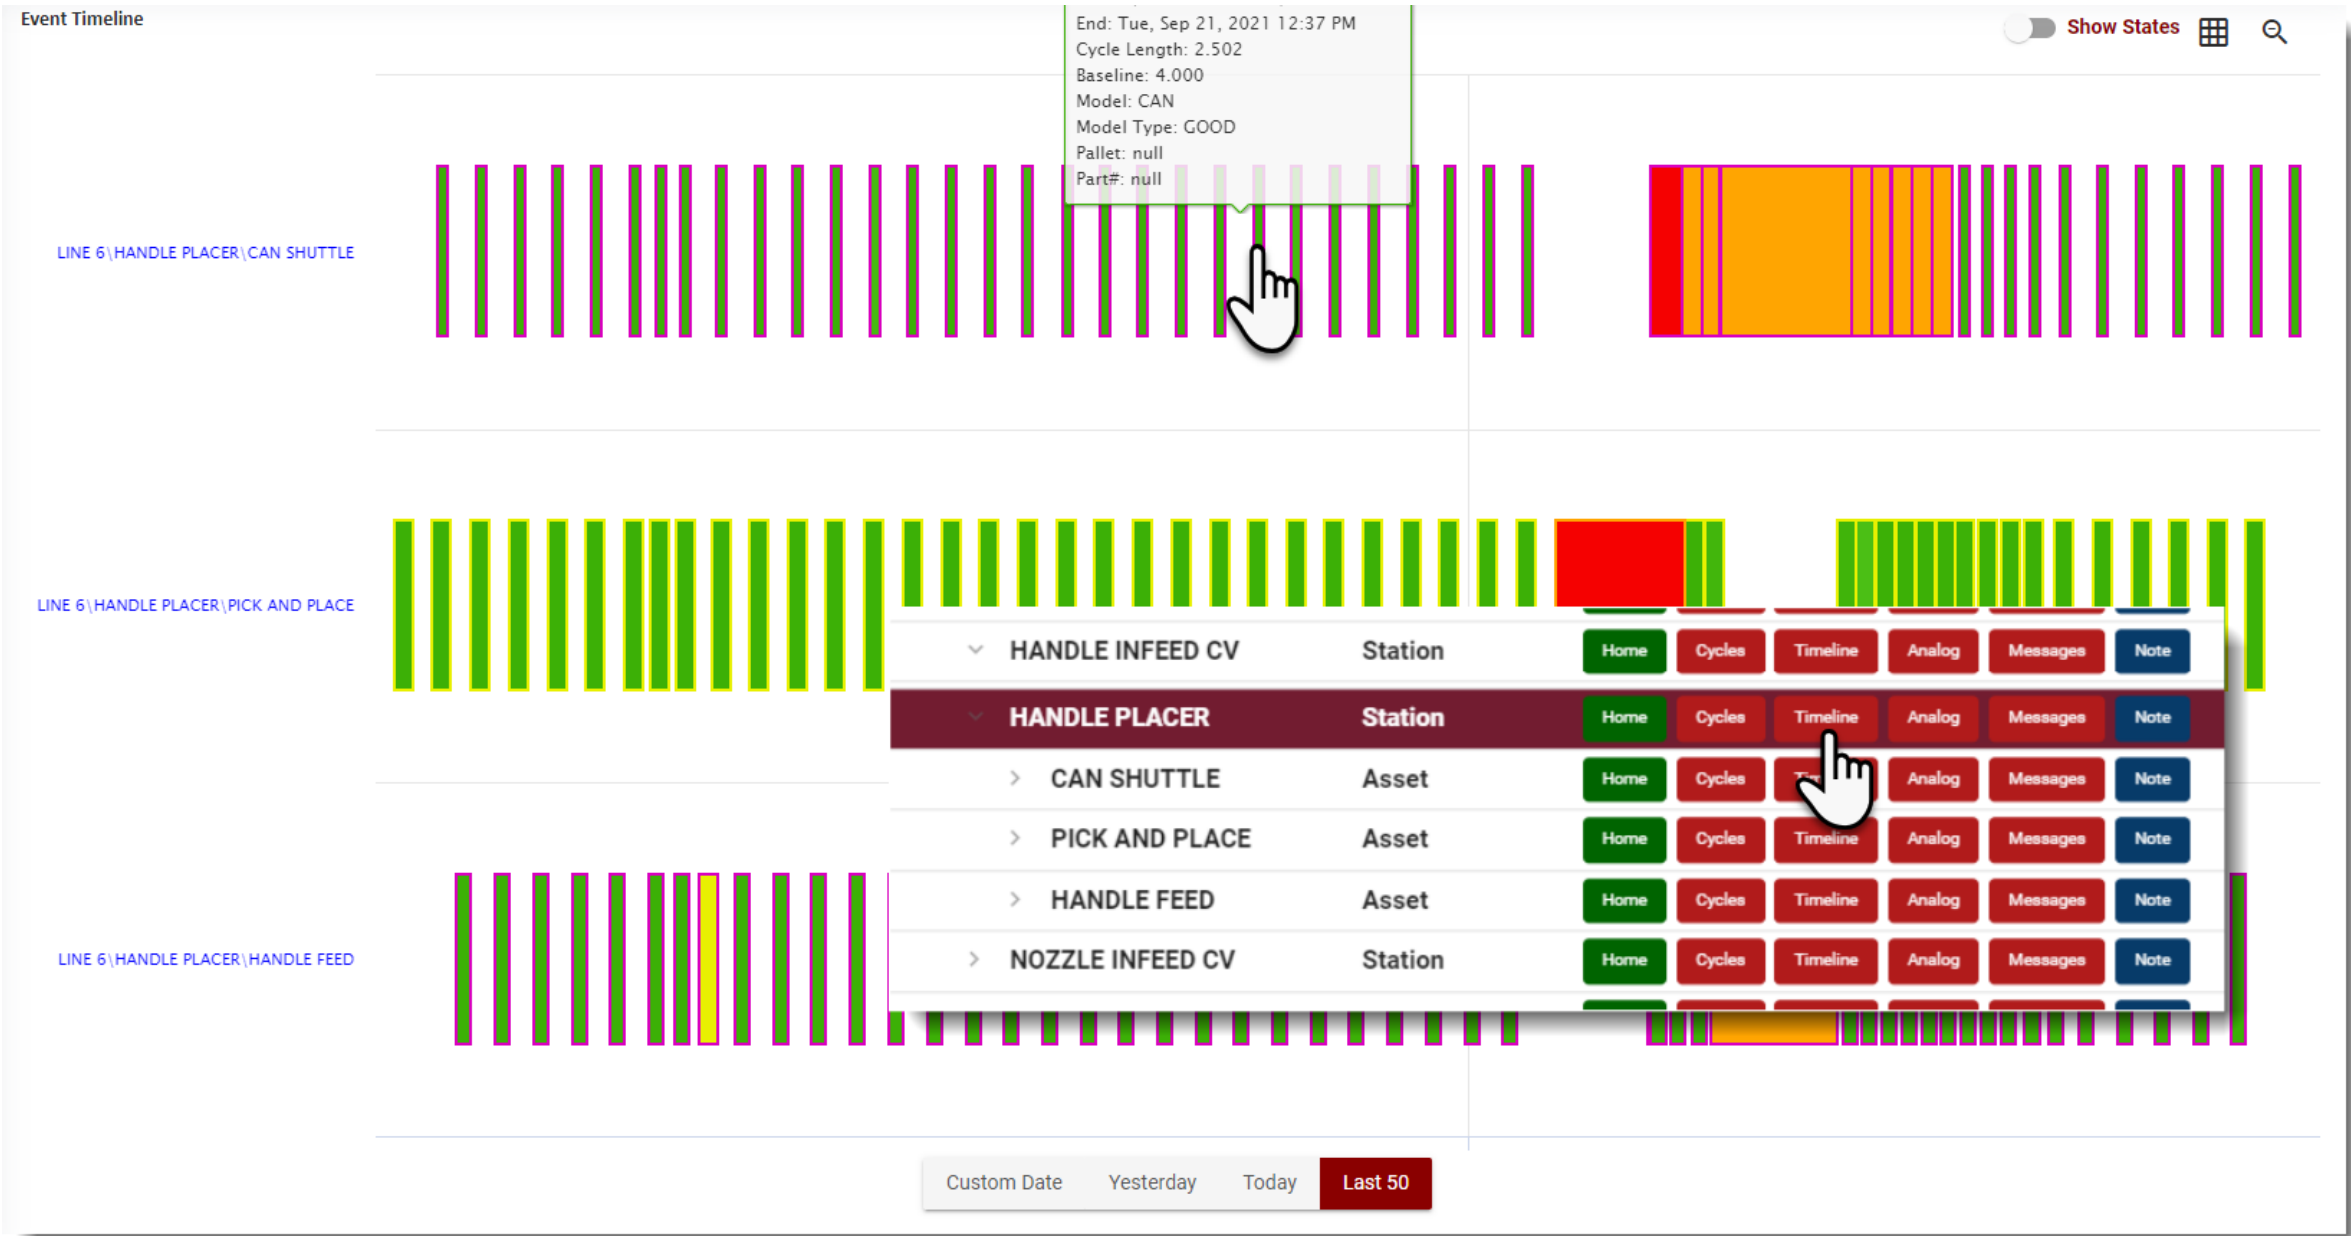 Event Timeline
End: Tue, Sep 21, 2021 12:37 PM
Cycle Length: 2.502
Baseline: 4.000
Model: CAN
Model Type: GOOD
Pallet: null
Part#: null
Show States
LINE 6\HANDLE PLACER\CAN SHUTTLE
LINE 6\HANDLE PLACER\PICK AND PLACE
HANDLE INFEED CV Station Home Cycles Timeline Analog Messages Note
HANDLE PLACER Station Home Cycles Timeline Analog Messages Note
CAN SHUTTLE Asset Home Cycles Analog Messages Note
PICK AND PLACE Asset Home Cycles Timeline Analog Messages Note
HANDLE FEED Asset Home Cycles Timeline Analog Messages Note
NOZZLE INFEED CV Station Home Cycles Timeline Analog Messages Note
LINE 6\HANDLE PLACER\HANDLE FEED
Custom Date Yesterday Today Last 50